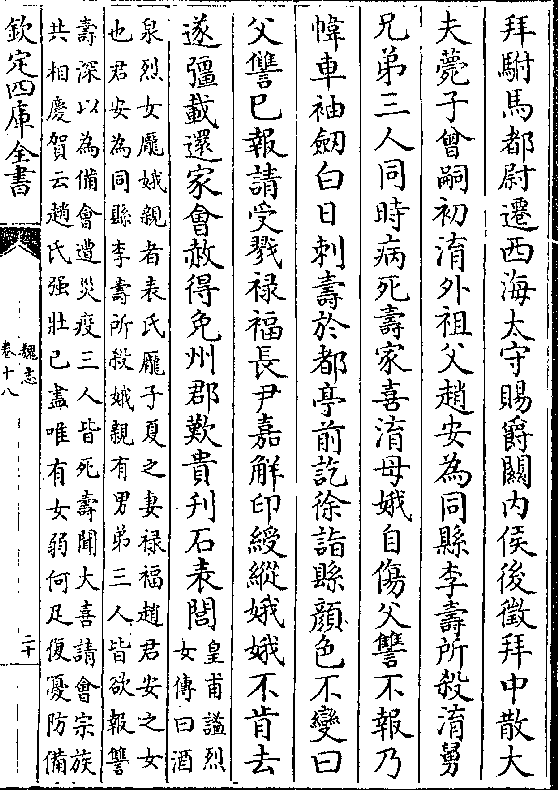 拜駙馬都尉遷西海太守賜爵關内侯後徵拜中散大
夫薨子曾嗣初淯外祖父趙安為同縣李壽所殺淯舅
兄弟三人同時病死壽家喜淯母娥自傷父讐不報乃
幃車袖劒白日刺壽於都亭前訖徐詣縣顔色不變曰
父讐已報請受戮禄福長尹嘉解印綬縱娥娥不肯去
遂彊載還家會赦得免州郡歎貴刋石表閭
皇甫謐烈
女傳曰酒
泉烈女龎娥親者表氏龎子夏之妻禄福趙君安之女
也君安為同縣李壽所殺娥親有男弟三人皆欲報讐
壽深以為備會遭災疫三人皆死壽聞大喜請會宗族
共相慶賀云趙氏强壯已盡唯有女弱何足復憂防備
欽定四庫全書
魏志
卷十八
二十